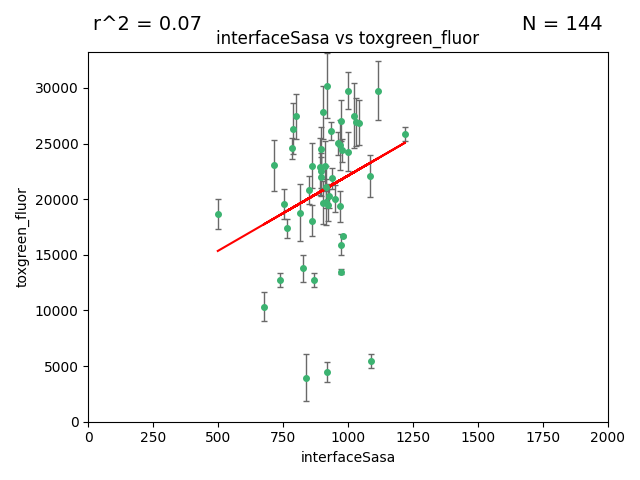 r^2 = 0.07
N = 144
interfaceSasa vs toxgreen_fluor
toxgreen_fluor
30000
25000
20000
15000
10000
5000
0
0 250 500 750 1000 1250 1500 1750 2000
interfaceSasa